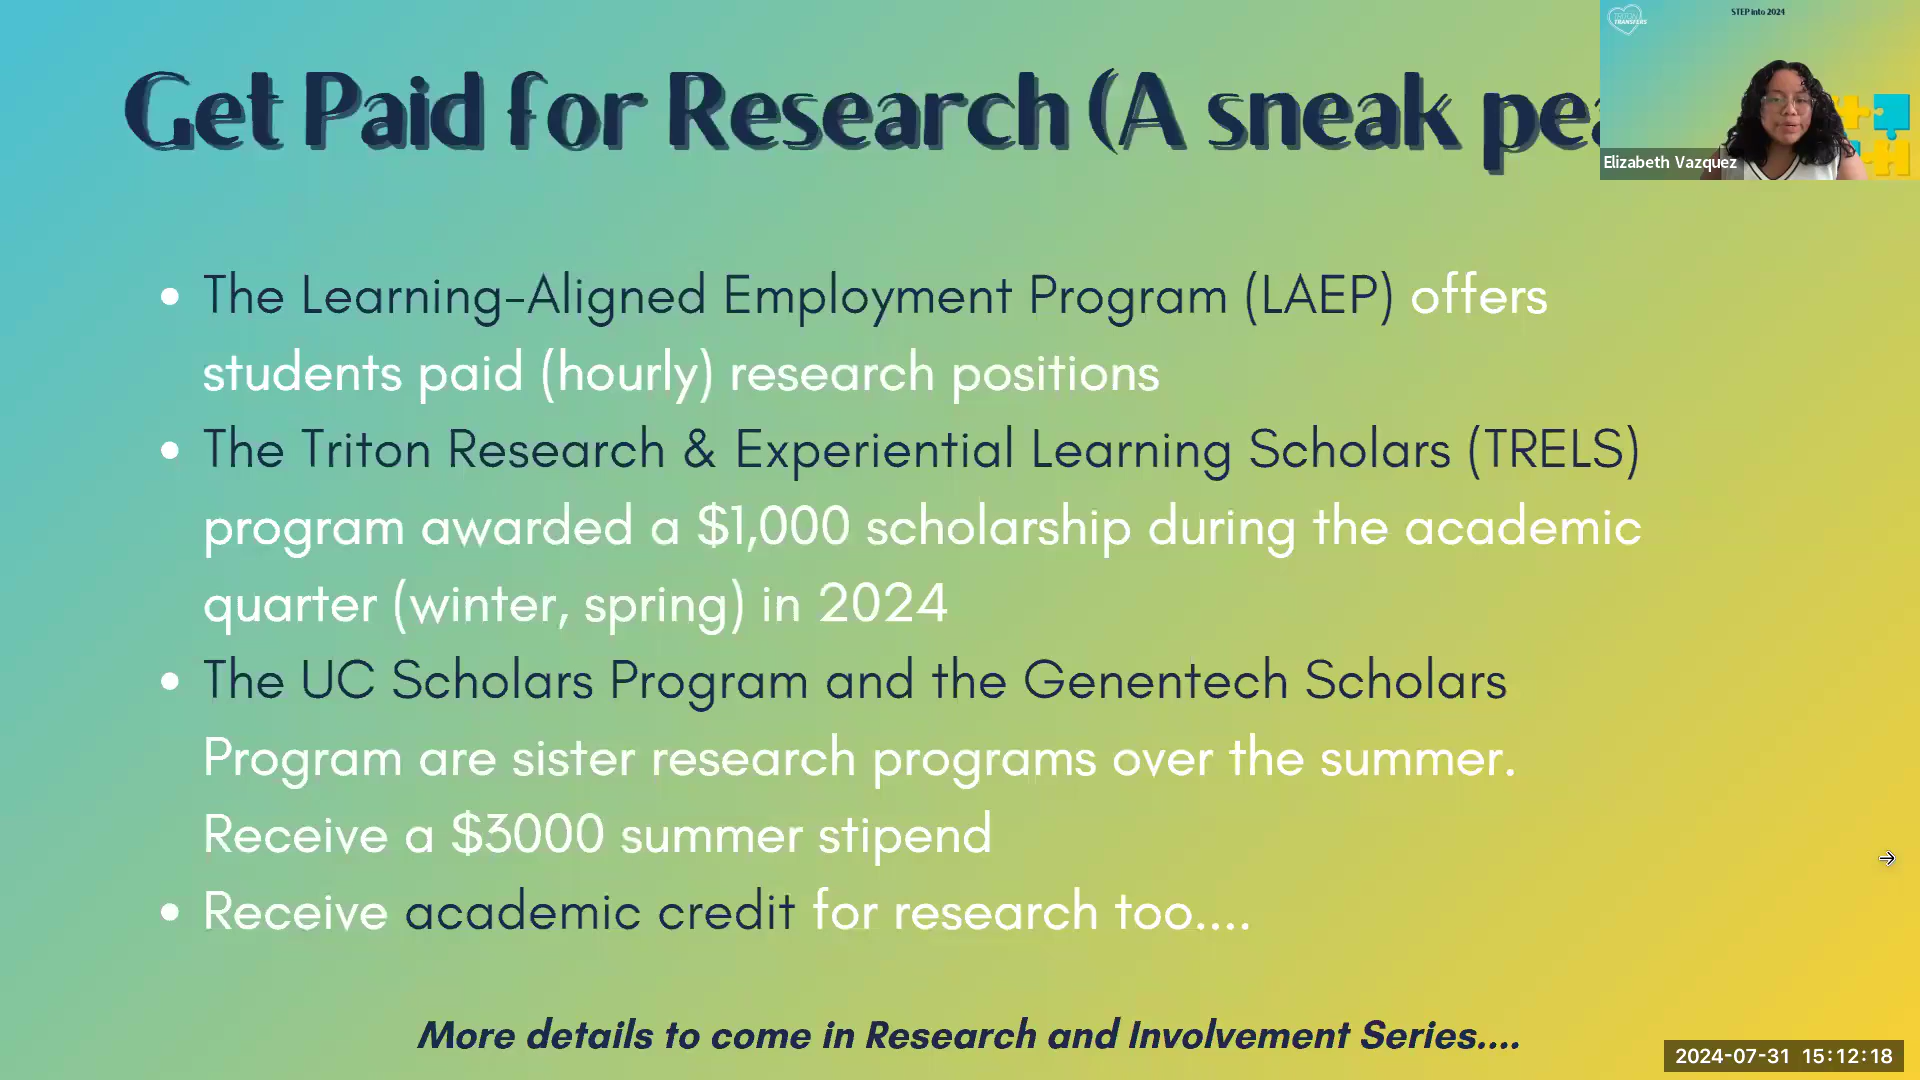 STEP into 2024
TRITON
TRANSFERS
Get Paid for Research (A sneak pea
Elizabeth Vazquez
• The Learning-Aligned Employment Program (LAEP) offers
students paid (hourly) research positions
• The Triton Research & Experiential Learning Scholars (TRELS)
program awarded a $1,000 scholarship during the academic
quarter (winter, spring) in 2024
• The UC Scholars Program and the Genentech Scholars
Program are sister research programs over the summer.
Receive a $3000 summer stipend
• Receive academic credit for research too....
More details to come in Research and Involvement Series....
2024-07-31 15:12:18